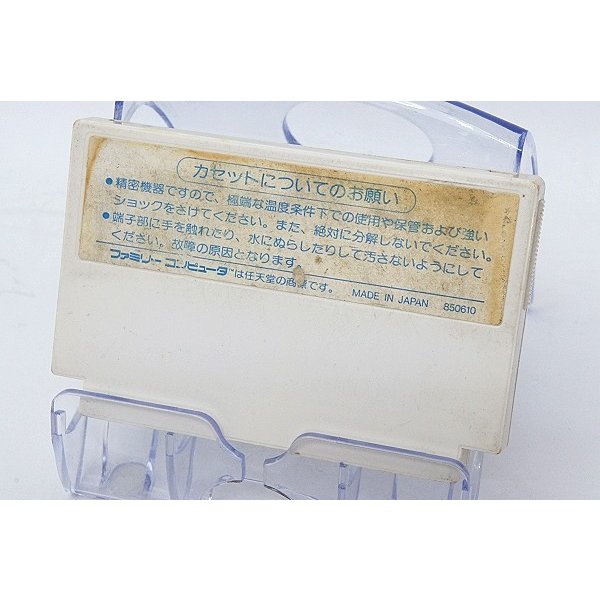 カセットについてのお願い
●精密機器ですので、極端な温度条件下での使用や保管および強い
ショックをさけてください。また、絶対に分解しないでください。
●端子部に手を触れたり、水にぬらしたりして汚さないようにして
ください。故障の原因となります。
ファミリーコンピュータ™は任天堂の商標です。 MADE IN JAPAN 850610